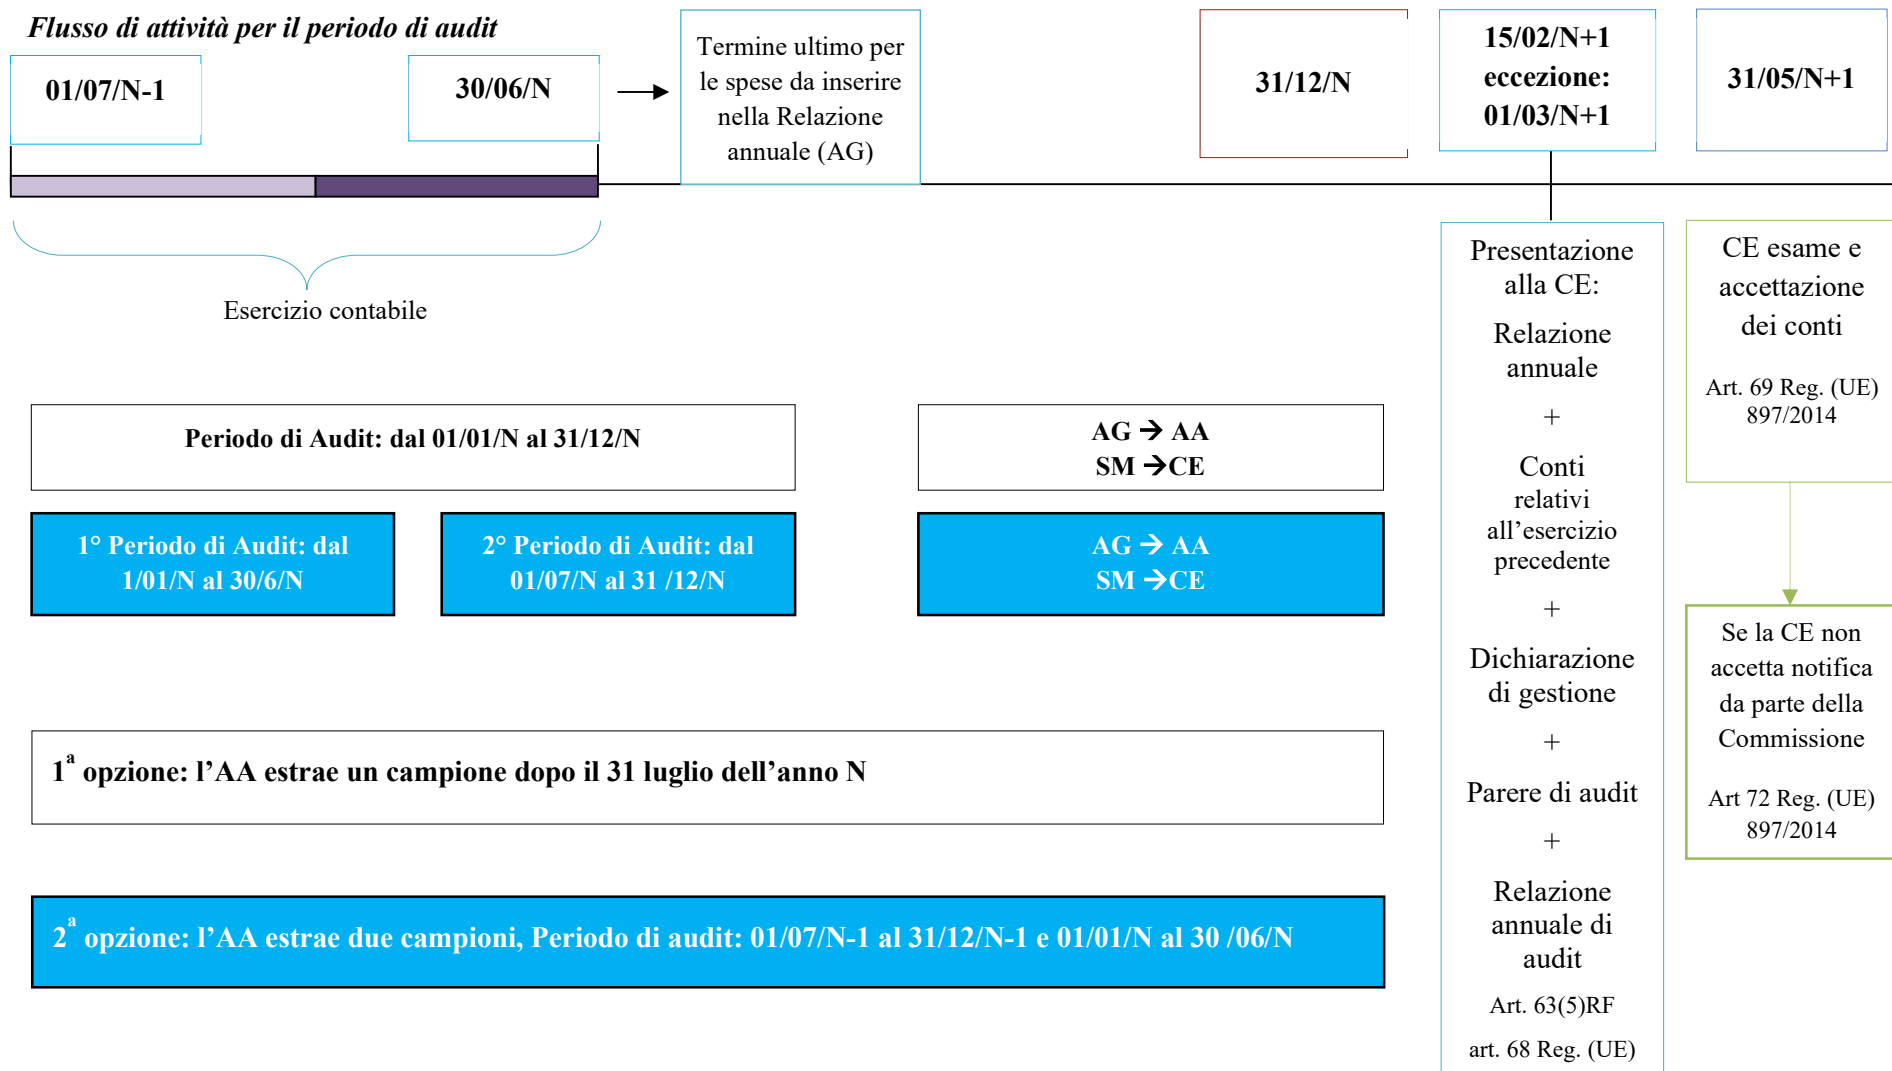 Flusso di attività per il periodo di audit
01/07/N-1
30/06/N
Termine ultimo per
le spese da inserire
nella Relazione
annuale (AG)
31/12/N
15/02/N+1
eccezione:
01/03/N+1
31/05/N+1
Esercizio contabile
Periodo di Audit: dal 01/01/N al 31/12/N
AG → AA
SM →CE
1° Periodo di Audit: dal
1/01/N al 30/6/N
2° Periodo di Audit: dal
01/07/N al 31 /12/N
AG → AA
SM →CE
1ª opzione: l’AA estrae un campione dopo il 31 luglio dell’anno N
2ª opzione: l’AA estrae due campioni, Periodo di audit: 01/07/N-1 al 31/12/N-1 e 01/01/N al 30 /06/N
Presentazione
alla CE:
Relazione
annuale
+
Conti
relativi
all’esercizio
precedente
+
Dichiarazione
di gestione
+
Parere di audit
+
Relazione
annuale di
audit
Art. 63(5)RF
art. 68 Reg. (UE)
CE esame e
accettazione
dei conti
Art. 69 Reg. (UE)
897/2014
Se la CE non
accetta notifica
da parte della
Commissione
Art 72 Reg. (UE)
897/2014